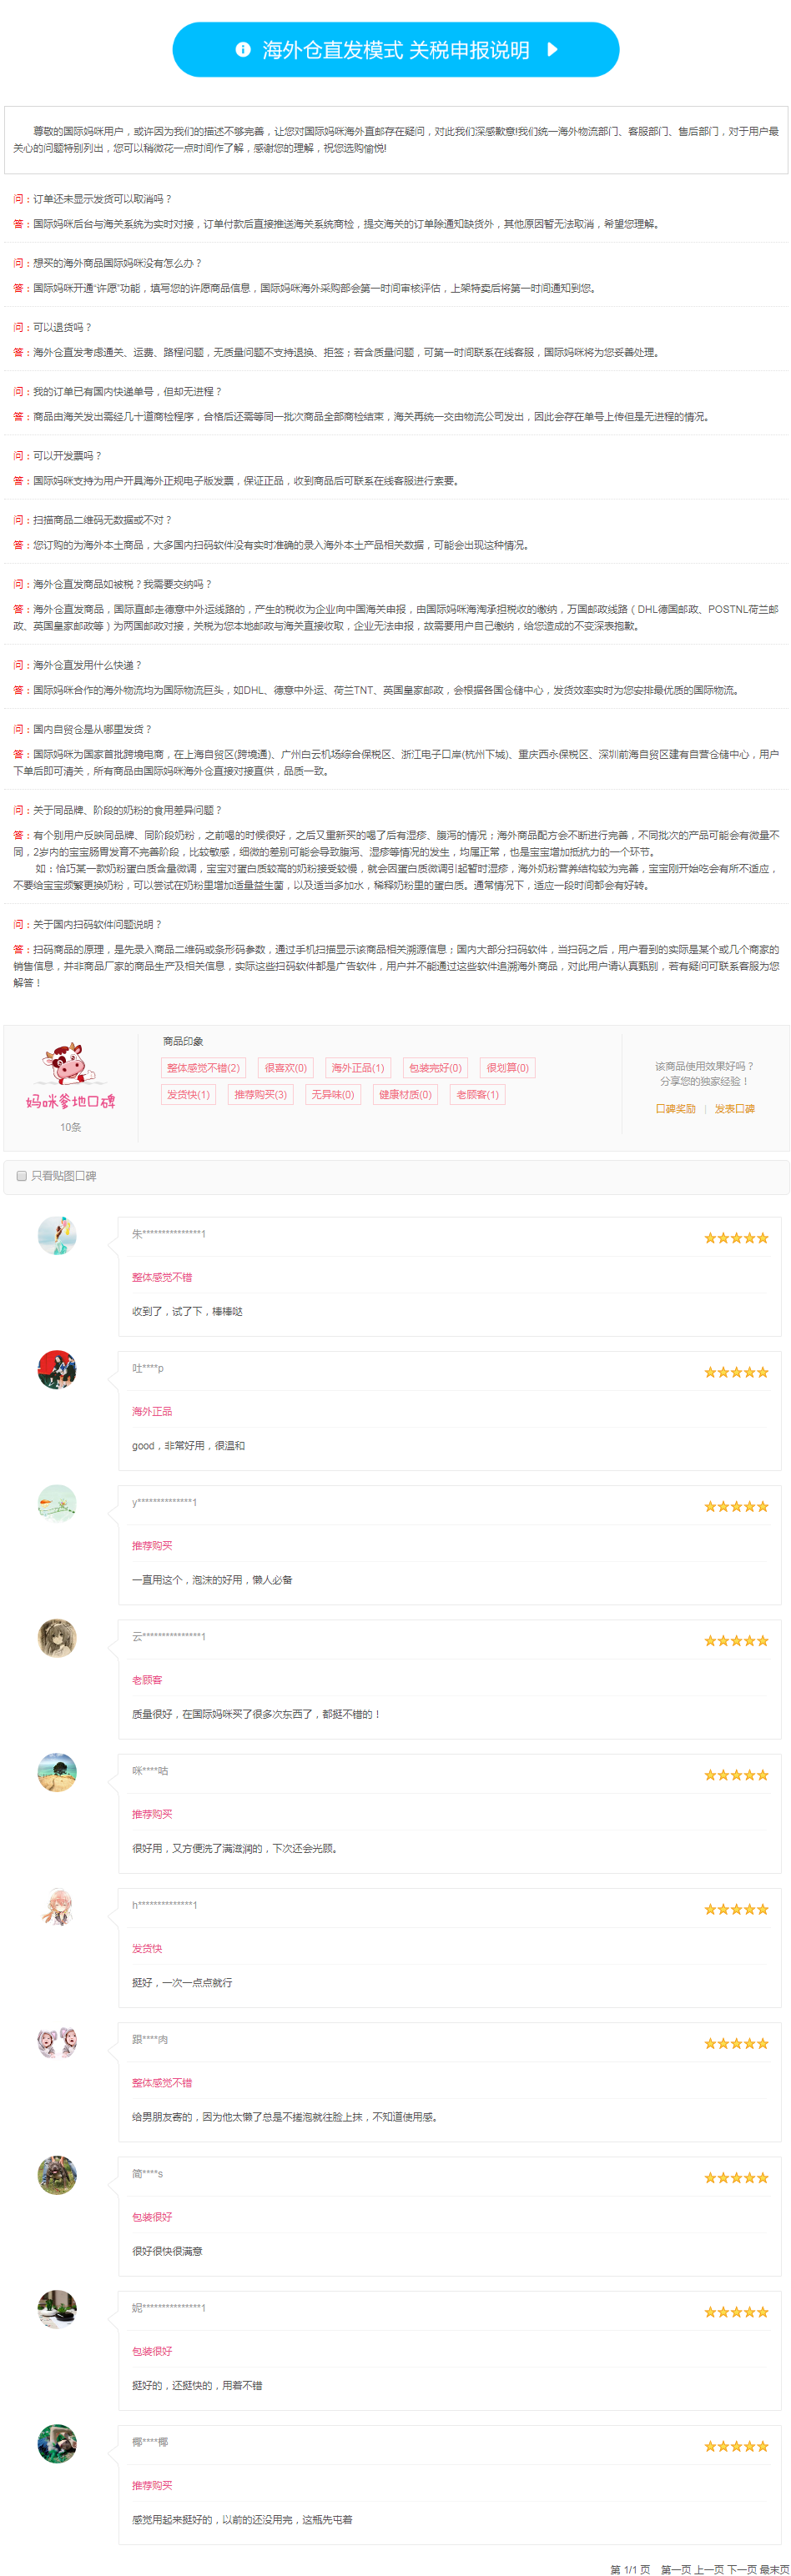 海外仓直发模式 关税申报说明
尊敬的国际妈咪用户，或许因为我们的描述不够完善，让您对国际妈咪海外直邮存在疑问，对此我们深感歉意!我们统一海外物流部门、客服部门、售后部门，对于用户最
关心的问题特别列出，您可以稍微花一点时间作了解，感谢您的理解，祝您选购愉悦!
问：订单还未显示发货可以取消吗？
答：国际妈咪后台与海关系统为实时对接，订单付款后直接推送海关系统商检，提交海关的订单除通知缺货外，其他原因暂无法取消，希望您理解。
问：想买的海外商品国际妈咪没有怎么办？
答：国际妈咪开通“许愿”功能，填写您的许愿商品信息，国际妈咪海外采购部会第一时间审核评估，上架特卖后将第一时间通知到您。
问：可以退货吗？
答：海外仓直发考虑通关、运费、路程问题，无质量问题不支持退换、拒签；若含质量问题，可第一时间联系在线客服，国际妈咪将为您妥善处理。
问：我的订单已有国内快递单号，但却无进程？
答：商品由海关发出需经几十道商检程序，合格后还需等同一批次商品全部商检结束，海关再统一交由物流公司发出，因此会存在单号上传但是无进程的情况。
问：可以开发票吗？
答：国际妈咪支持为用户开具海外正规电子版发票，保证正品，收到商品后可联系在线客服进行索要。
问：扫描商品二维码无数据或不对？
答：您订购的为海外本土商品，大多国内扫码软件没有实时准确的录入海外本土产品相关数据，可能会出现这种情况。
问：海外仓直发商品如被税？我需要交纳吗？
答：海外仓直发商品，国际直邮走德意中外运线路的，产生的税收为企业向中国海关申报，由国际妈咪海淘承担税收的缴纳，万国邮政线路（DHL德国邮政、POSTNL荷兰邮
政、英国皇家邮政等）为两国邮政对接，关税为您本地邮政与海关直接收取，企业无法申报，故需要用户自己缴纳，给您造成的不变深表抱歉。
问：海外仓直发用什么快递？
答：国际妈咪合作的海外物流均为国际物流巨头，如DHL、德意中外运、荷兰TNT、英国皇家邮政，会根据各国仓储中心，发货效率实时为您安排最优质的国际物流。
问：国内自贸仓是从哪里发货？
答：国际妈咪为国家首批跨境电商，在上海自贸区(跨境通)、广州白云机场综合保税区、浙江电子口岸(杭州下城)、重庆西永保税区、深圳前海自贸区建有自营仓储中心，用户
下单后即可清关，所有商品由国际妈咪海外仓直接对接直供，品质一致。
问：关于同品牌、阶段的奶粉的食用差异问题？
答：有个别用户反映同品牌、同阶段奶粉，之前喝的时候很好，之后又重新买的喝了后有湿疹、腹泻的情况；海外商品配方会不断进行完善，不同批次的产品可能会有微量不
同，2岁内的宝宝肠胃发育不完善阶段，比较敏感，细微的差别可能会导致腹泻、湿疹等情况的发生，均属正常，也是宝宝增加抵抗力的一个环节。
如：恰巧某一款奶粉蛋白质含量微调，宝宝对蛋白质较高的奶粉接受较慢，就会因蛋白质微调引起暂时湿疹，海外奶粉营养结构较为完善，宝宝刚开始吃会有所不适应，
不要给宝宝频繁更换奶粉，可以尝试在奶粉里增加适量益生菌，以及适当多加水，稀释奶粉里的蛋白质。通常情况下，适应一段时间都会有好转。
问：关于国内扫码软件问题说明？
答：扫码商品的原理，是先录入商品二维码或条形码参数，通过手机扫描显示该商品相关溯源信息；国内大部分扫码软件，当扫码之后，用户看到的实际是某个或几个商家的
销售信息，并非商品厂家的商品生产及相关信息，实际这些扫码软件都是广告软件，用户并不能通过这些软件追溯海外商品，对此用户请认真甄别，若有疑问可联系客服为您
解答！
妈咪爹地口碑
10条
商品印象
整体感觉不错(2) 很喜欢(0) 海外正品(1) 包装完好(0) 很划算(0)
发货快(1) 推荐购买(3) 无异味(0) 健康材质(0) 老顾客(1)
该商品使用效果好吗？
分享您的独家经验！
口碑奖励 | 发表口碑
只看贴图口碑
朱***************1
整体感觉不错
收到了，试了下，棒棒哒
吐****p
海外正品
good，非常好用，很温和
y**************1
推荐购买
一直用这个，泡沫的好用，懒人必备
云***************1
老顾客
质量很好，在国际妈咪买了很多次东西了，都挺不错的！
咪****咕
推荐购买
很好用，又方便洗了满滋润的，下次还会光顾。
h**************1
发货快
挺好，一次一点点就行
跟****肉
整体感觉不错
给男朋友寄的，因为他太懒了总是不搓泡就往脸上抹，不知道使用感。
简****s
包装很好
很好很快很满意
妮***************1
包装很好
挺好的，还挺快的，用着不错
椰****椰
推荐购买
感觉用起来挺好的，以前的还没用完，这瓶先屯着
第 1/1 页 第一页 上一页 下一页 最末页